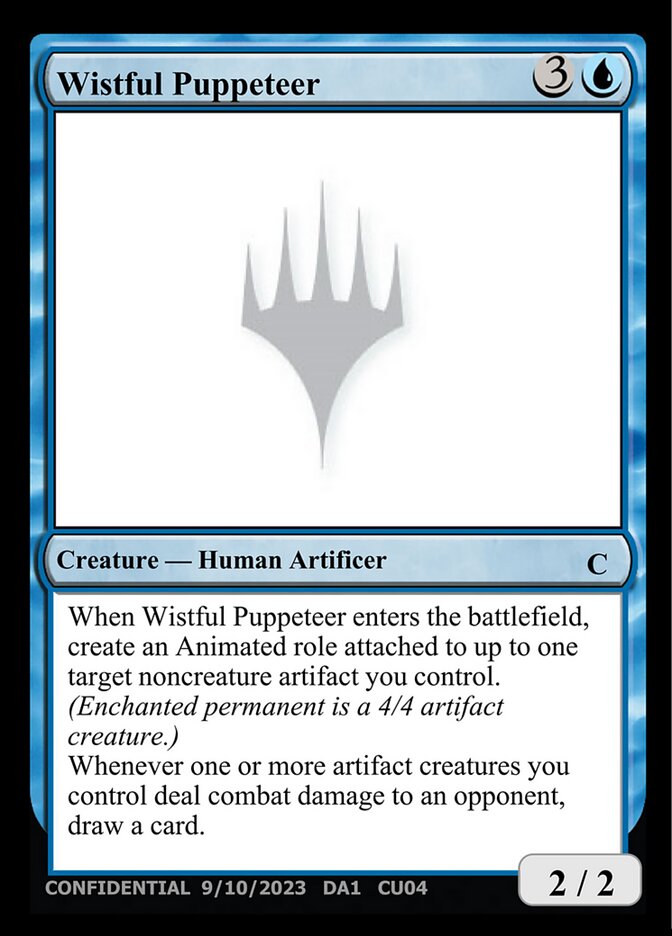 Wistful Puppeteer 3
Creature — Human Artificer C
When Wistful Puppeteer enters the battlefield,
create an Animated role attached to up to one
target noncreature artifact you control.
(Enchanted permanent is a 4/4 artifact
creature.)
Whenever one or more artifact creatures you
control deal combat damage to an opponent,
draw a card.
CONFIDENTIAL 9/10/2023 DA1 CU04
2 / 2